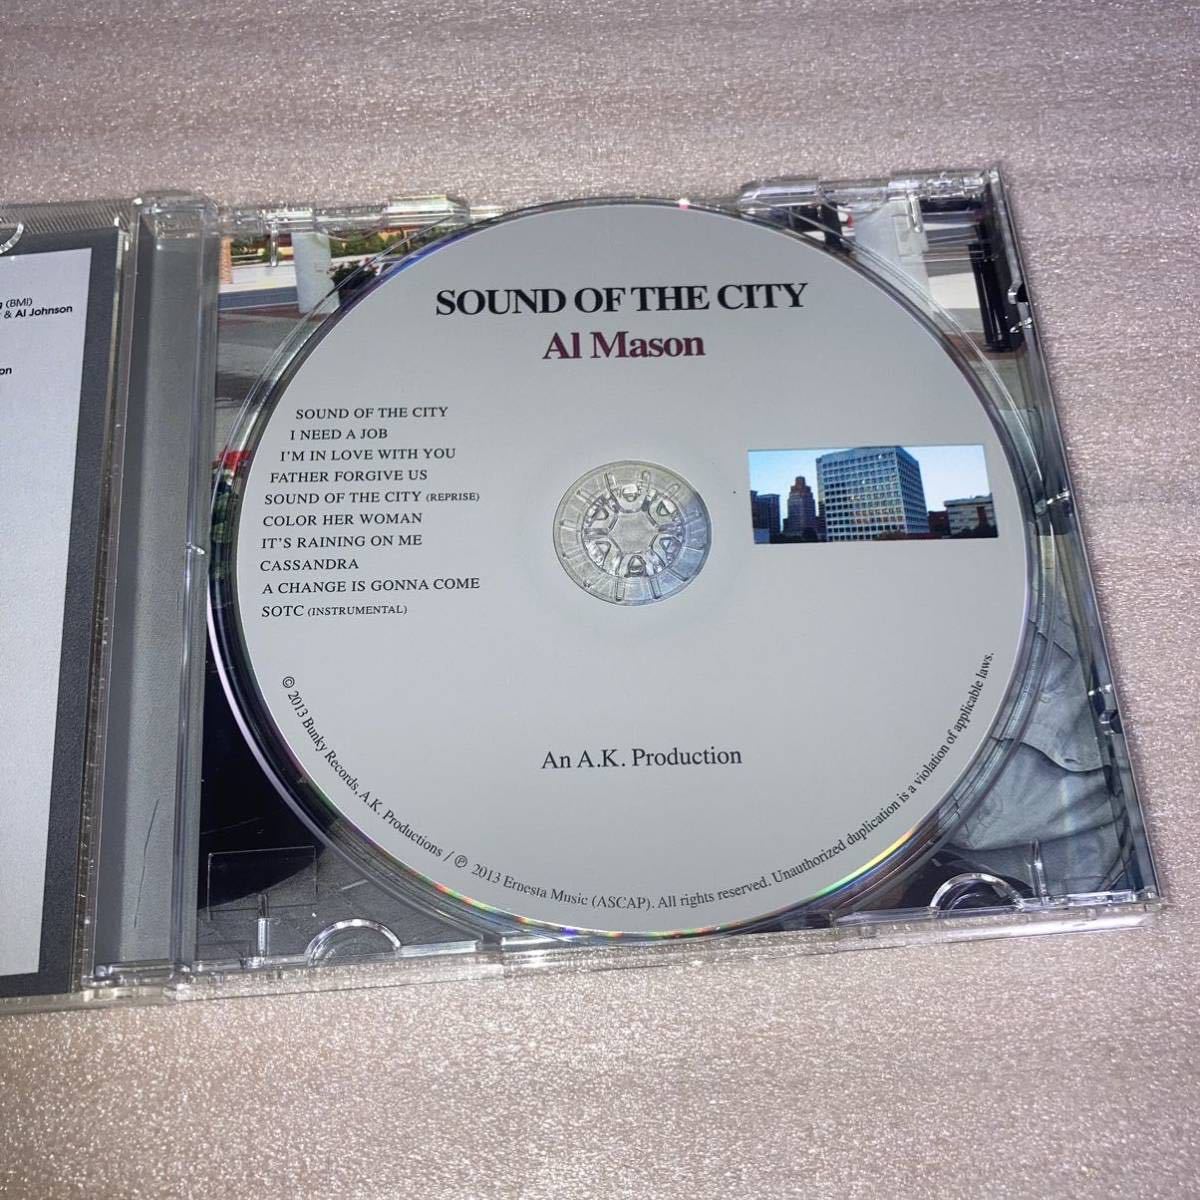 g (BMI)
& Al Johnson
on
SOUND OF THE CITY
Al Mason
SOUND OF THE CITY
I NEED A JOB
I'M IN LOVE WITH YOU
FATHER FORGIVE US
SOUND OF THE CITY (REPRISE)
COLOR HER WOMAN
IT'S RAINING ON ME
CASSANDRA
A CHANGE IS GONNA COME
SOTC (INSTRUMENTAL)
An A.K. Production
© 2013 Bunky Records, A.K. Productions / ℗ 2013 Ernesta Music (ASCAP). All rights reserved. Unauthorized duplication is a violation of applicable laws.